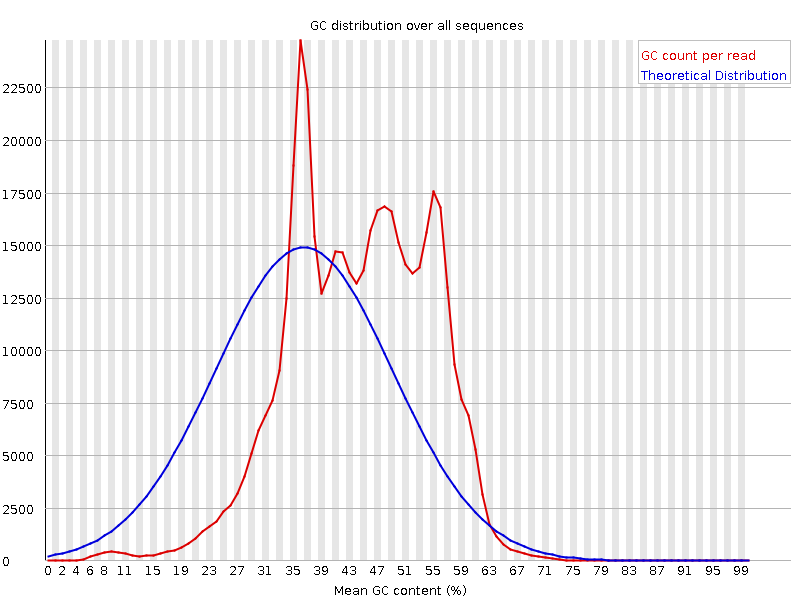 GC distribution over all sequences
GC count per read
Theoretical Distribution
22500
20000
17500
15000
12500
10000
7500
5000
2500
0
0 2 4 6 8 11 15 19 23 27 31 35 39 43 47 51 55 59 63 67 71 75 79 83 87 91 95 99
Mean GC content (%)